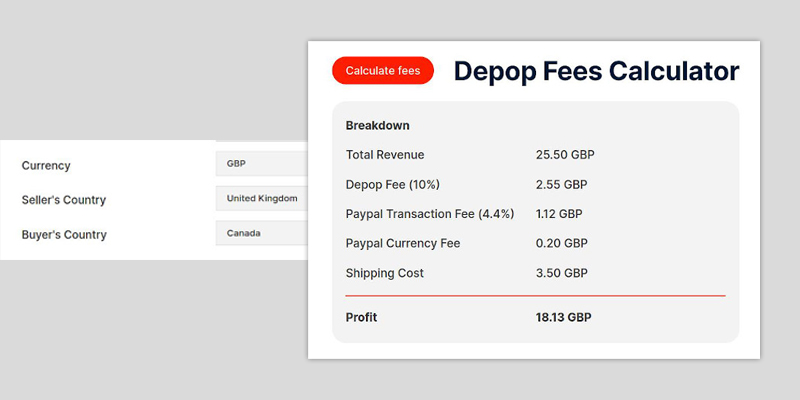 Currency GBP
Seller's Country United Kingdom
Buyer's Country Canada
Calculate fees
Depop Fees Calculator
Breakdown
Total Revenue 25.50 GBP
Depop Fee (10%) 2.55 GBP
Paypal Transaction Fee (4.4%) 1.12 GBP
Paypal Currency Fee 0.20 GBP
Shipping Cost 3.50 GBP
Profit 18.13 GBP